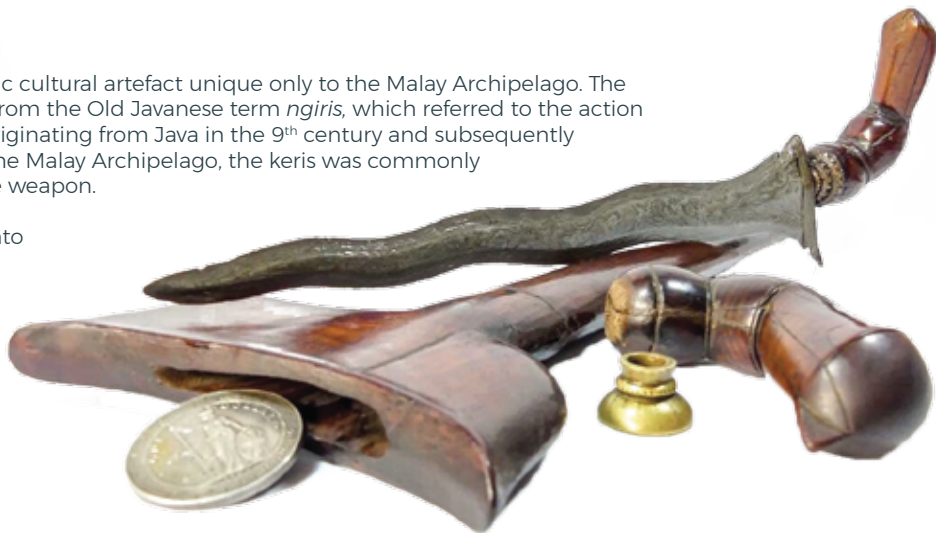 c cultural artefact unique only to the Malay Archipelago. The
rom the Old Javanese term ngiris, which referred to the action
iginating from Java in the 9th century and subsequently
he Malay Archipelago, the keris was commonly
e weapon.
nto